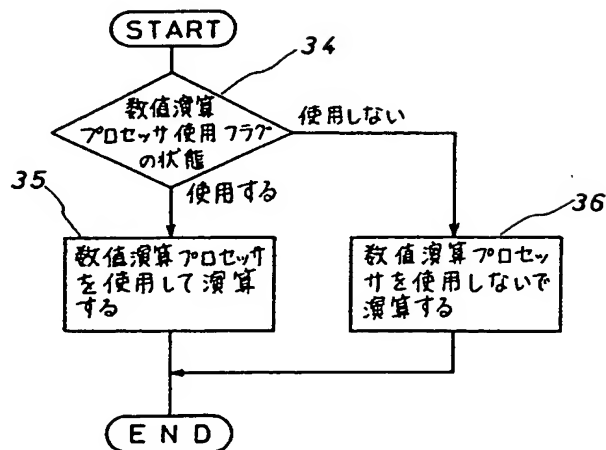 START
34
数値演算
プロセッサ使用フラグ
の状態
使用しない
35
使用する
36
数値演算プロセッサ
を使用して演算
する
数値演算プロセッ
サを使用しないで
演算する
END